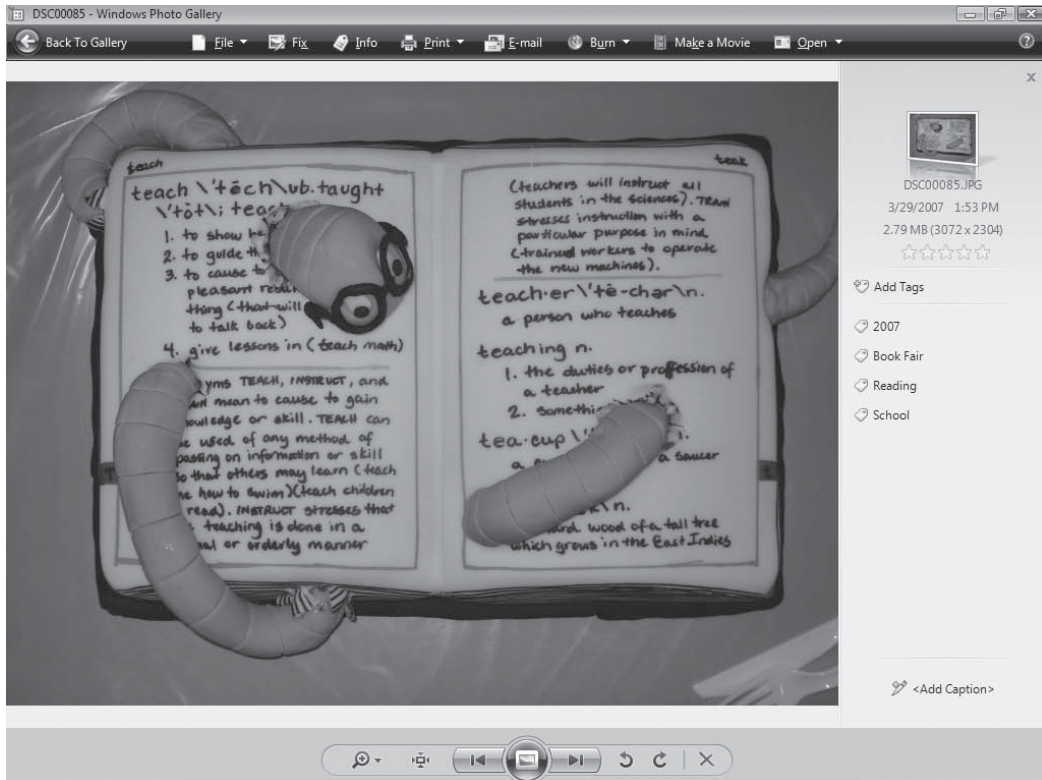 DSC00085 - Windows Photo Gallery
Back To Gallery File Fix Info Print E-mail Burn Make a Movie Open
teach
teach \'tēch\vb.taught
\'tȯt\; teac
1. to show h
2. to guide th
3. to cause to
pleasant resu
thing (that will
to talk back)
4. give lessons in (teach math)
yms TEACH, INSTRUCT, and
mean to cause to gain
owledge or skill. TEACH can
e used of any method of
passing on information or skill
so that others may learn (teach
me how to swim)(teach children
read). INSTRUCT stresses that
teaching is done in a
mal or orderly manner
teak
(teachers will instruct all
students in the sciences). TRAIN
stresses instruction with a
particular purpose in mind
(trained workers to operate
the new machines).
teach·er \'tē-chər\n.
a person who teaches
teaching n.
1. the duties or profession of
a teacher
2. somethi
tea·cup \'
a saucer
\n.
wood of a tall tree
which grows in the East Indies
DSC00085.JPG
3/29/2007 1:53 PM
2.79 MB (3072 x 2304)
Add Tags
2007
Book Fair
Reading
School
<Add Caption>